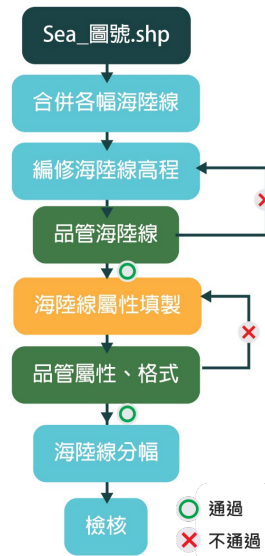 Sea_圖號.shp
合併各幅海陸線
編修海陸線高程
品管海陸線
海陸線屬性填製
品管屬性、格式
海陸線分幅
檢核
通過
不通過